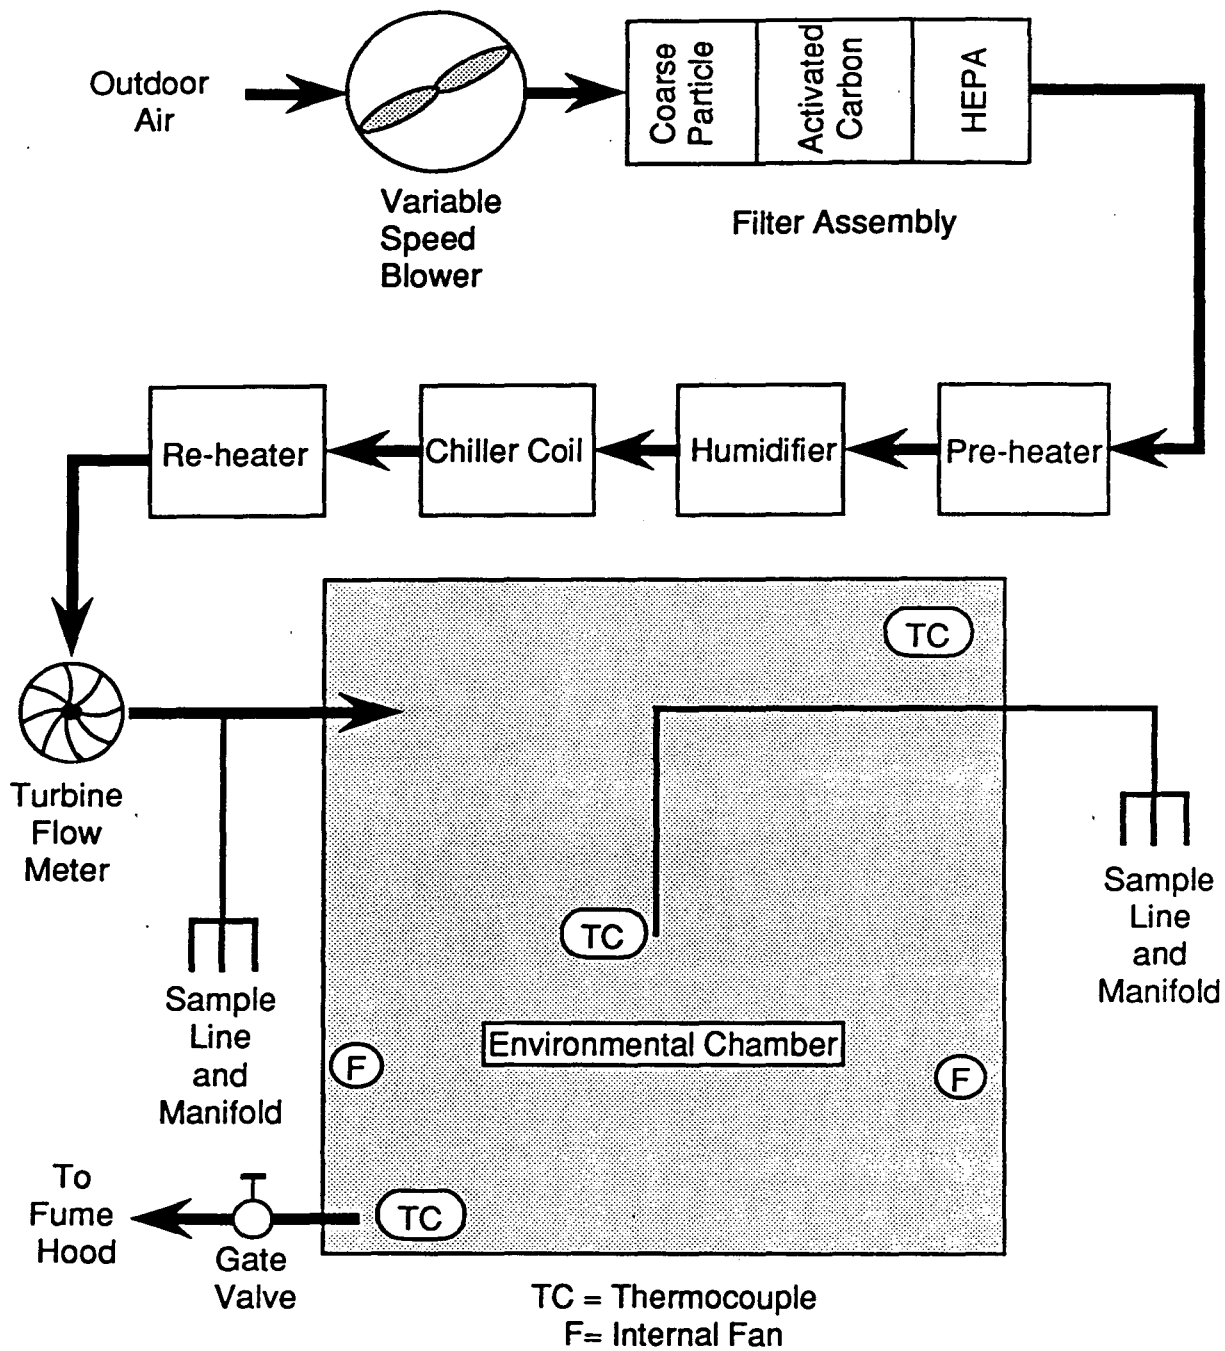 Outdoor
Air
Variable
Speed
Blower
Coarse
Particle
Activated
Carbon
HEPA
Filter Assembly
Re-heater
Chiller Coil
Humidifier
Pre-heater
Turbine
Flow
Meter
TC
TC
Sample
Line
and
Manifold
Sample
Line
and
Manifold
Environmental Chamber
F
F
To
Fume
Hood
Gate
Valve
TC
TC = Thermocouple
F= Internal Fan